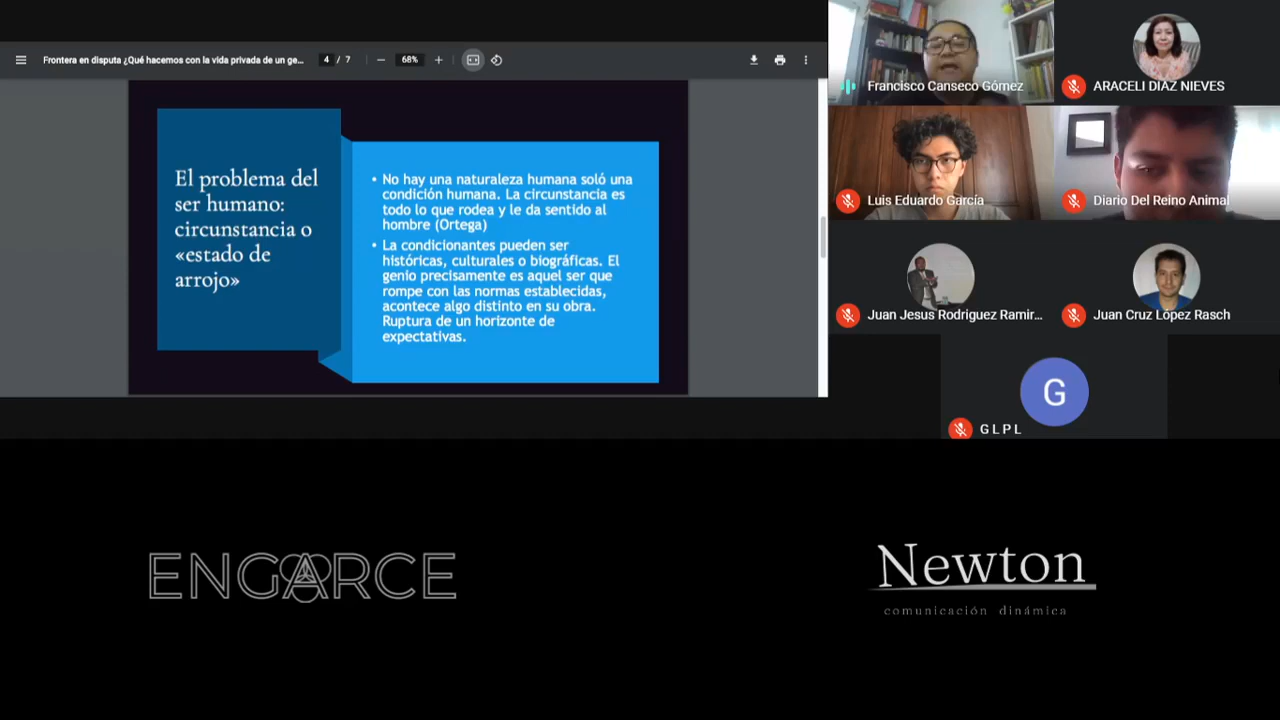 Frontera en disputa ¿Qué hacemos con la vida privada de un ge...
4 / 7
68%
El problema del
ser humano:
circunstancia o
«estado de
arrojo»
• No hay una naturaleza humana soló una
condición humana. La circunstancia es
todo lo que rodea y le da sentido al
hombre (Ortega)
• La condicionantes pueden ser
históricas, culturales o biográficas. El
genio precisamente es aquel ser que
rompe con las normas establecidas,
acontece algo distinto en su obra.
Ruptura de un horizonte de
expectativas.
Francisco Canseco Gómez
ARACELI DIAZ NIEVES
Luis Eduardo García
Diario Del Reino Animal
Juan Jesus Rodriguez Ramir...
Juan Cruz López Rasch
G
G L P L
ENGARCE
Newton
comunicación dinámica